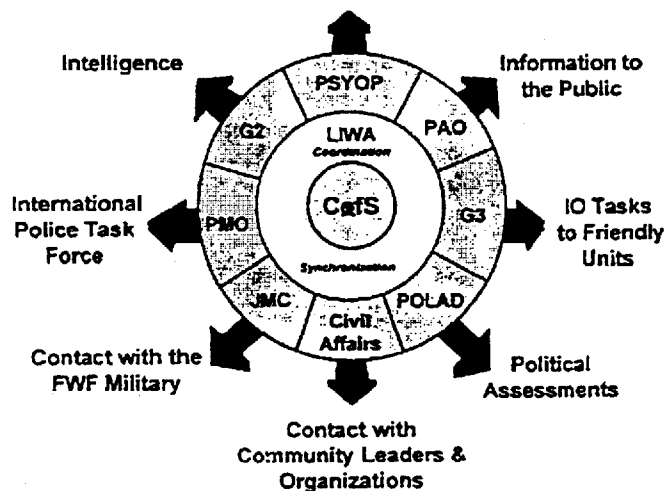 Intelligence
PSYOP
Information to
the Public
G2
LIWA
Coordination
PAO
CofS
International
Police Task
Force
PMO
G3
IO Tasks
to Friendly
Units
Synchronization
JMC
Civil
Affairs
POLAD
Contact with the
FWF Military
Political
Assessments
Contact with
Community Leaders &
Organizations